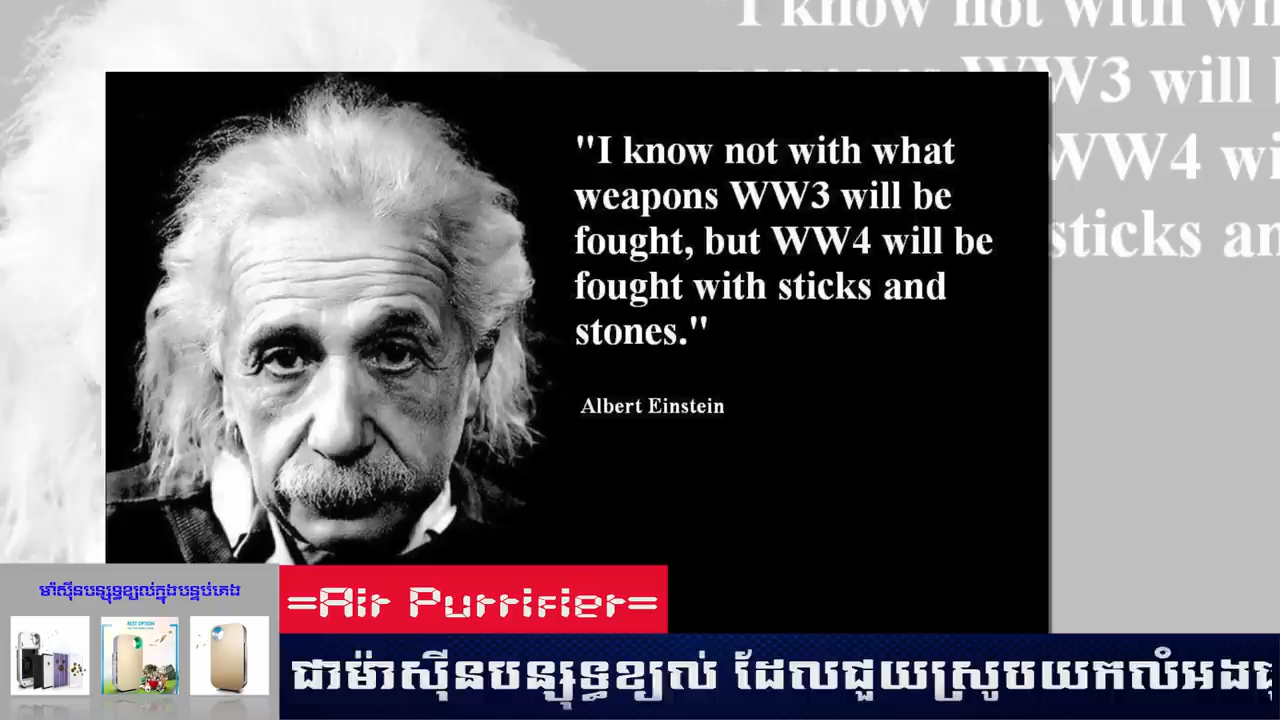 "I know not with wh
WW3 will b
WW4 wi
sticks an
"I know not with what
weapons WW3 will be
fought, but WW4 will be
fought with sticks and
stones."
Albert Einstein
ម៉ាស៊ីនបន្សុទ្ធខ្យល់ក្នុងបន្ទប់គេង
BEST OPTION
=Air Purrifier=
ជាម៉ាស៊ីនបន្សុទ្ធខ្យល់ ដែលជួយស្រូបយកលំអងធុ